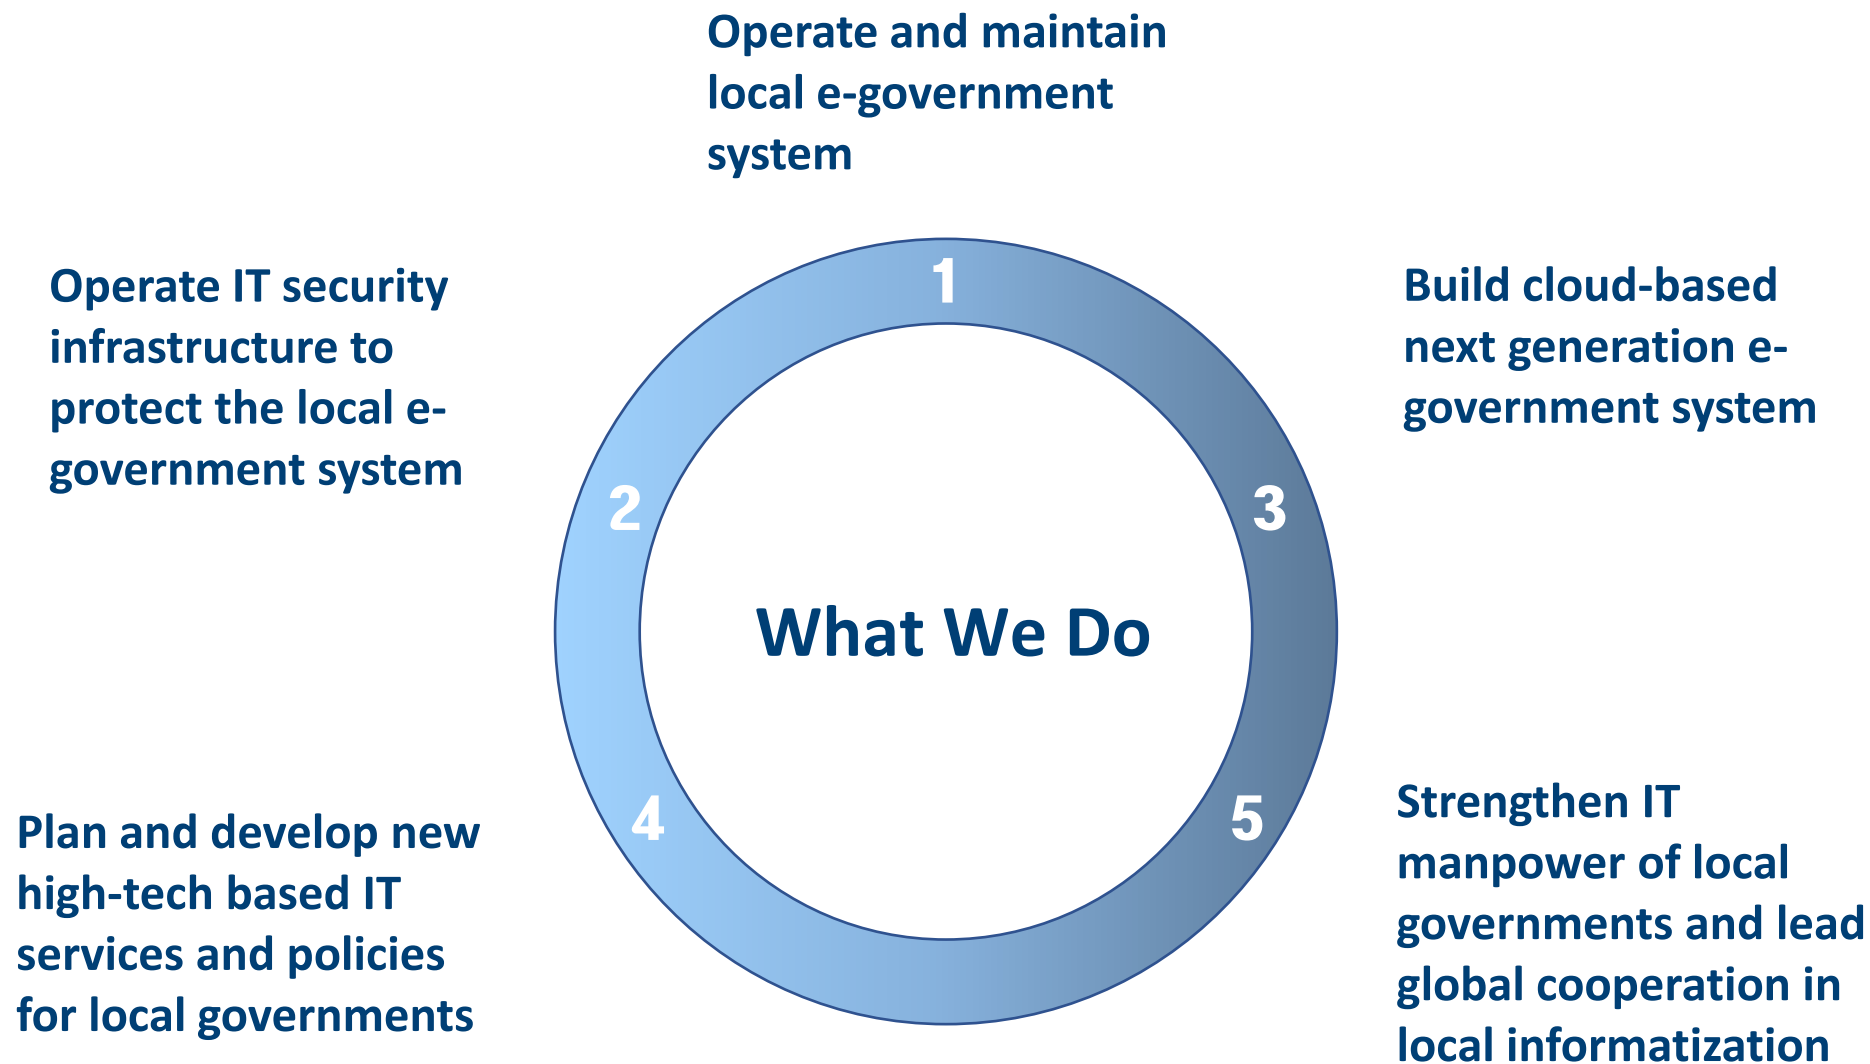 Operate and maintain
local e-government
system
1
Operate IT security
infrastructure to
protect the local e-
government system
2
Build cloud-based
next generation e-
government system
3
What We Do
Plan and develop new
high-tech based IT
services and policies
for local governments
4
Strengthen IT
manpower of local
governments and lead
global cooperation in
local informatization
5